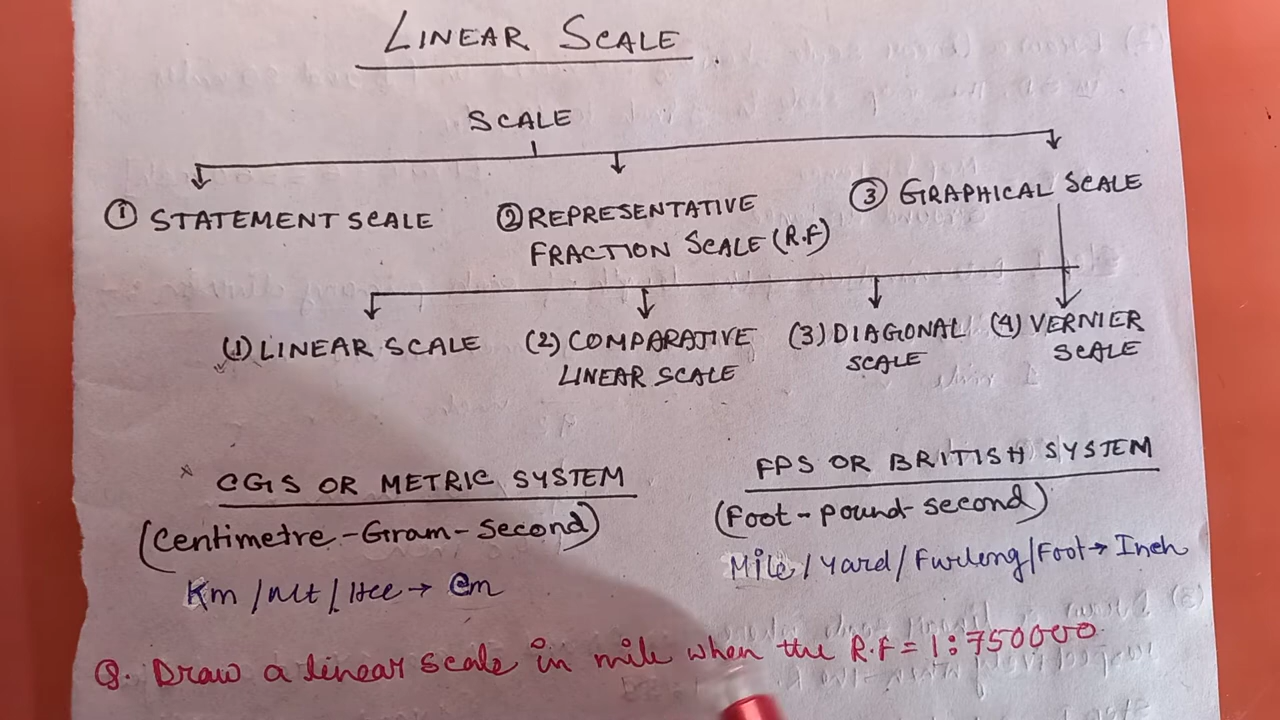 LINEAR SCALE
SCALE
① STATEMENT SCALE
② REPRESENTATIVE
FRACTION SCALE (R.F)
③ GRAPHICAL SCALE
(1) LINEAR SCALE
(2) COMPARATIVE
LINEAR SCALE
(3) DIAGONAL
SCALE
(4) VERNIER
SCALE
CGS OR METRIC SYSTEM
(Centimetre-Gram-Second)
Km/Mt/Hec → cm
FPS OR BRITISH SYSTEM
(Foot-pound-second)
Mile/Yard/Furlong/Foot → Inch
Q. Draw a linear scale in mile when the R.F = 1:750000